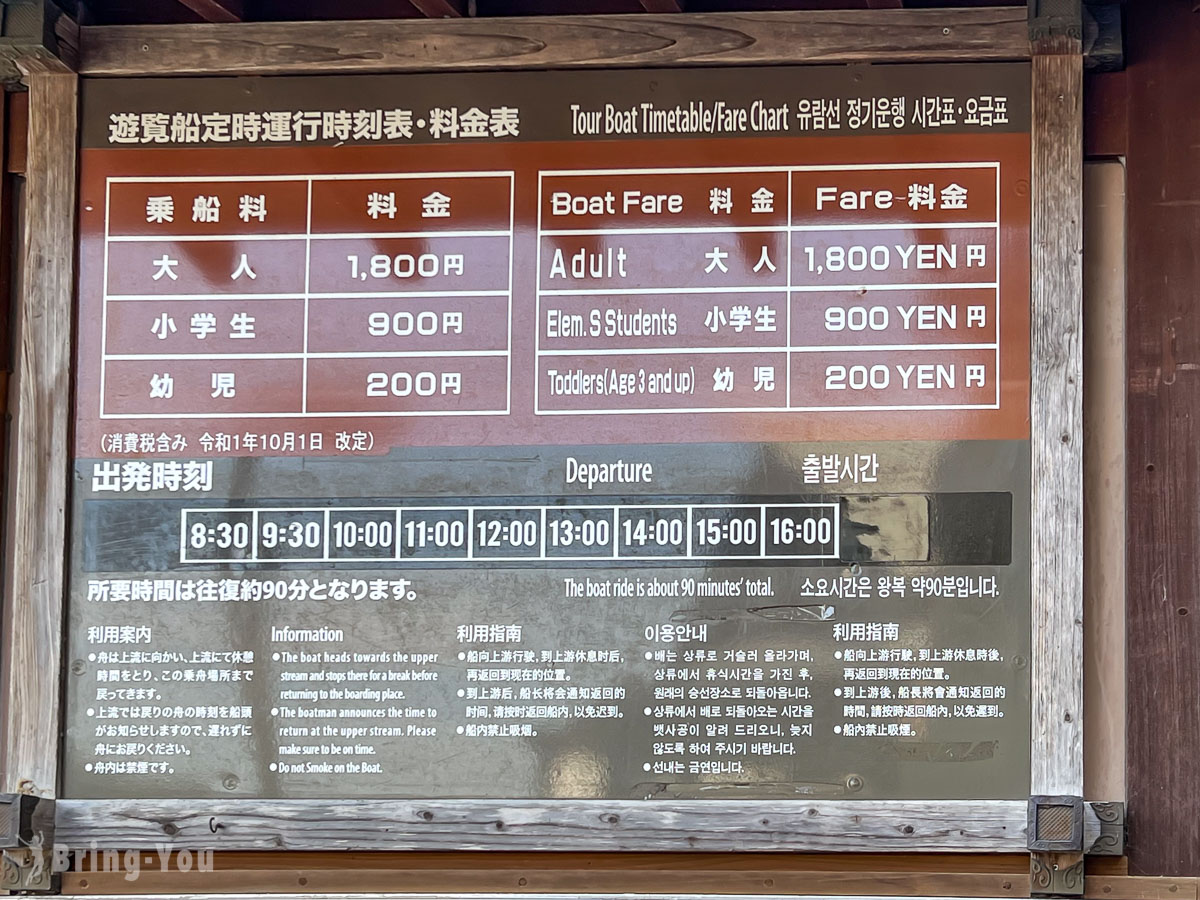 遊覧船定時運行時刻表・料金表 Tour Boat Timetable/Fare Chart 유람선 정기운행 시간표·요금표
乗船料 料金
大人 1,800円
小学生 900円
幼児 200円
Boat Fare 料金 Fare 料金
Adult 大人 1,800 YEN 円
Elem. S Students 小学生 900 YEN 円
Toddlers(Age 3 and up) 幼児 200 YEN 円
(消費税含み 令和1年10月1日 改定)
出発時刻 Departure 출발시간
8:30 9:30 10:00 11:00 12:00 13:00 14:00 15:00 16:00
所要時間は往復約90分となります。 The boat ride is about 90 minutes' total. 소요시간은 왕복 약90분입니다.
利用案内
●舟は上流に向かい、上流にて休憩
時間をとり、この乗舟場所まで
戻ってきます。
●上流では戻りの舟の時刻を船頭
がお知らせしますので、遅れずに
舟にお戻りください。
●舟内は禁煙です。
Information
●The boat heads towards the upper
stream and stops there for a break before
returning to the boarding place.
●The boatman announces the time to
return at the upper stream. Please
make sure to be on time.
●Do not Smoke on the Boat.
利用指南
●船向上游行驶,到上游休息时后,
再返回到现在的位置。
●到上游后,船长将会通知返回的
时间,请按时返回船内,以免迟到。
●船内禁止吸烟。
이용안내
●배는 상류로 거슬러 올라가며,
상류에서 휴식시간을 가진 후,
원래의 승선장소로 되돌아옵니다.
●상류에서 배로 되돌아오는 시간을
뱃사공이 알려 드리오니, 늦지
않도록 하여 주시기 바랍니다.
●선내는 금연입니다.
利用指南
●船向上游行駛,到上游休息時後,
再返回到現在的位置。
●到上游後,船長將會通知返回的
時間,請按時返回船內,以免遲到。
●船內禁止吸煙。
Bring-You